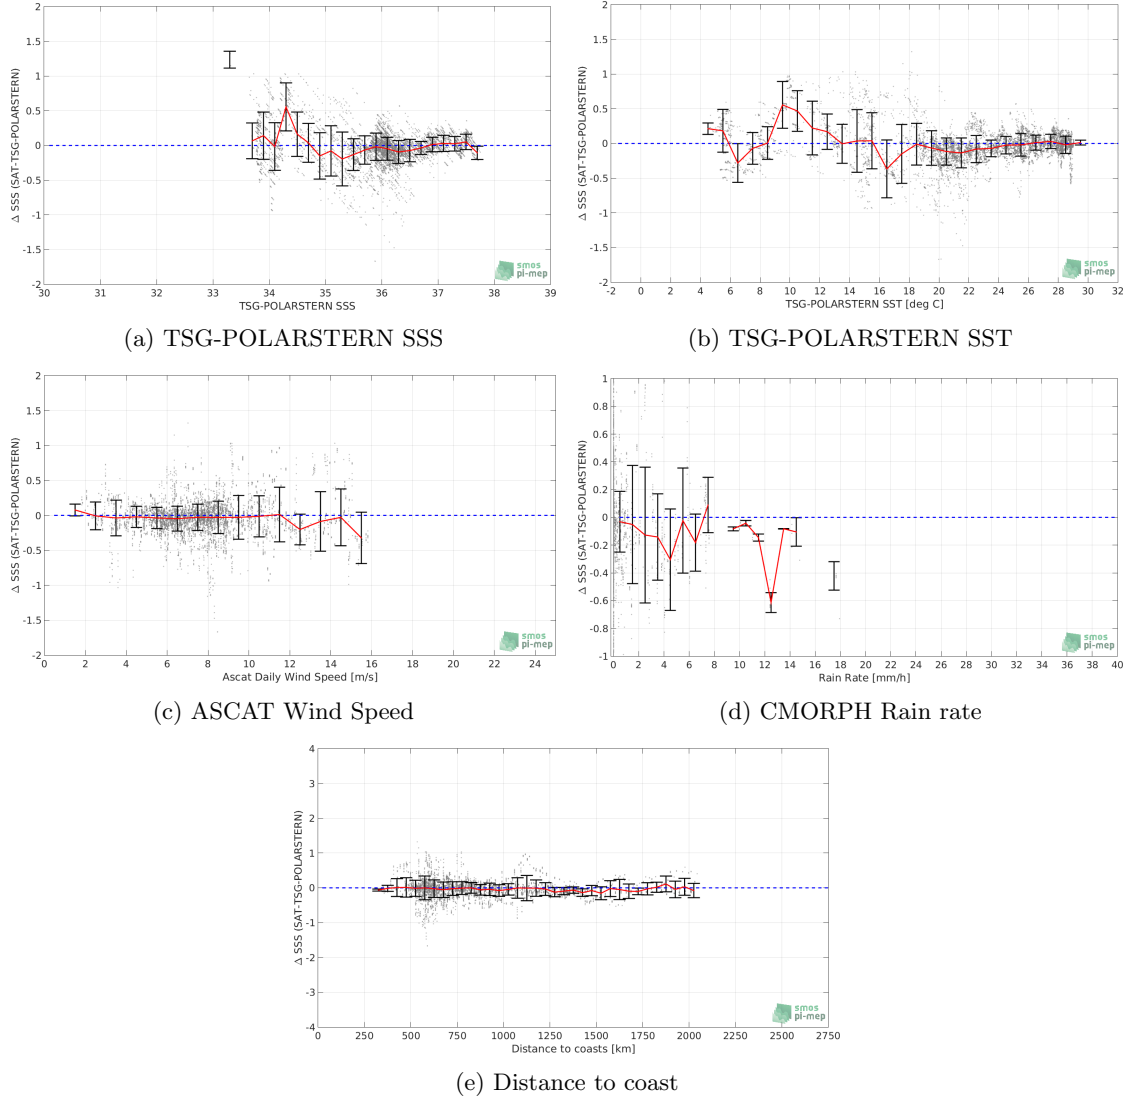 2
1.5
1
0.5
0
-0.5
-1
-1.5
-2
Δ SSS (SAT-TSG-POLARSTERN)
30 31 32 33 34 35 36 37 38 39
TSG-POLARSTERN SSS
smos
pi-mep
(a) TSG-POLARSTERN SSS
2
1.5
1
0.5
0
-0.5
-1
-1.5
-2
Δ SSS (SAT-TSG-POLARSTERN)
-2 0 2 4 6 8 10 12 14 16 18 20 22 24 26 28 30 32
TSG-POLARSTERN SST [deg C]
smos
pi-mep
(b) TSG-POLARSTERN SST
2
1.5
1
0.5
0
-0.5
-1
-1.5
-2
Δ SSS (SAT-TSG-POLARSTERN)
0 2 4 6 8 10 12 14 16 18 20 22 24
Ascat Daily Wind Speed [m/s]
smos
pi-mep
(c) ASCAT Wind Speed
1
0.8
0.6
0.4
0.2
0
-0.2
-0.4
-0.6
-0.8
-1
Δ SSS (SAT-TSG-POLARSTERN)
0 2 4 6 8 10 12 14 16 18 20 22 24 26 28 30 32 34 36 38 40
Rain Rate [mm/h]
smos
pi-mep
(d) CMORPH Rain rate
4
3
2
1
0
-1
-2
-3
-4
Δ SSS (SAT-TSG-POLARSTERN)
0 250 500 750 1000 1250 1500 1750 2000 2250 2500 2750
Distance to coasts [km]
smos
pi-mep
(e) Distance to coast